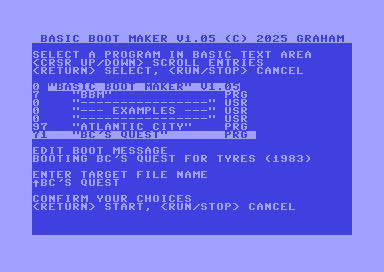 BASIC BOOT MAKER V1.05 (C) 2025 GRAHAM
SELECT A PROGRAM IN BASIC TEXT AREA
<CRSR UP/DOWN> SCROLL ENTRIES
<RETURN> SELECT, <RUN/STOP> CANCEL
0 "BASIC BOOT MAKER" V1.05
7 "BBM" PRG
0 "----------------" USR
0 "--- EXAMPLES ---" USR
0 "----------------" USR
97 "ATLANTIC CITY" PRG
71 "BC'S QUEST" PRG
EDIT BOOT MESSAGE
BOOTING BC'S QUEST FOR TYRES (1983)
ENTER TARGET FILE NAME
↑BC'S QUEST
CONFIRM YOUR CHOICES
<RETURN> START, <RUN/STOP> CANCEL